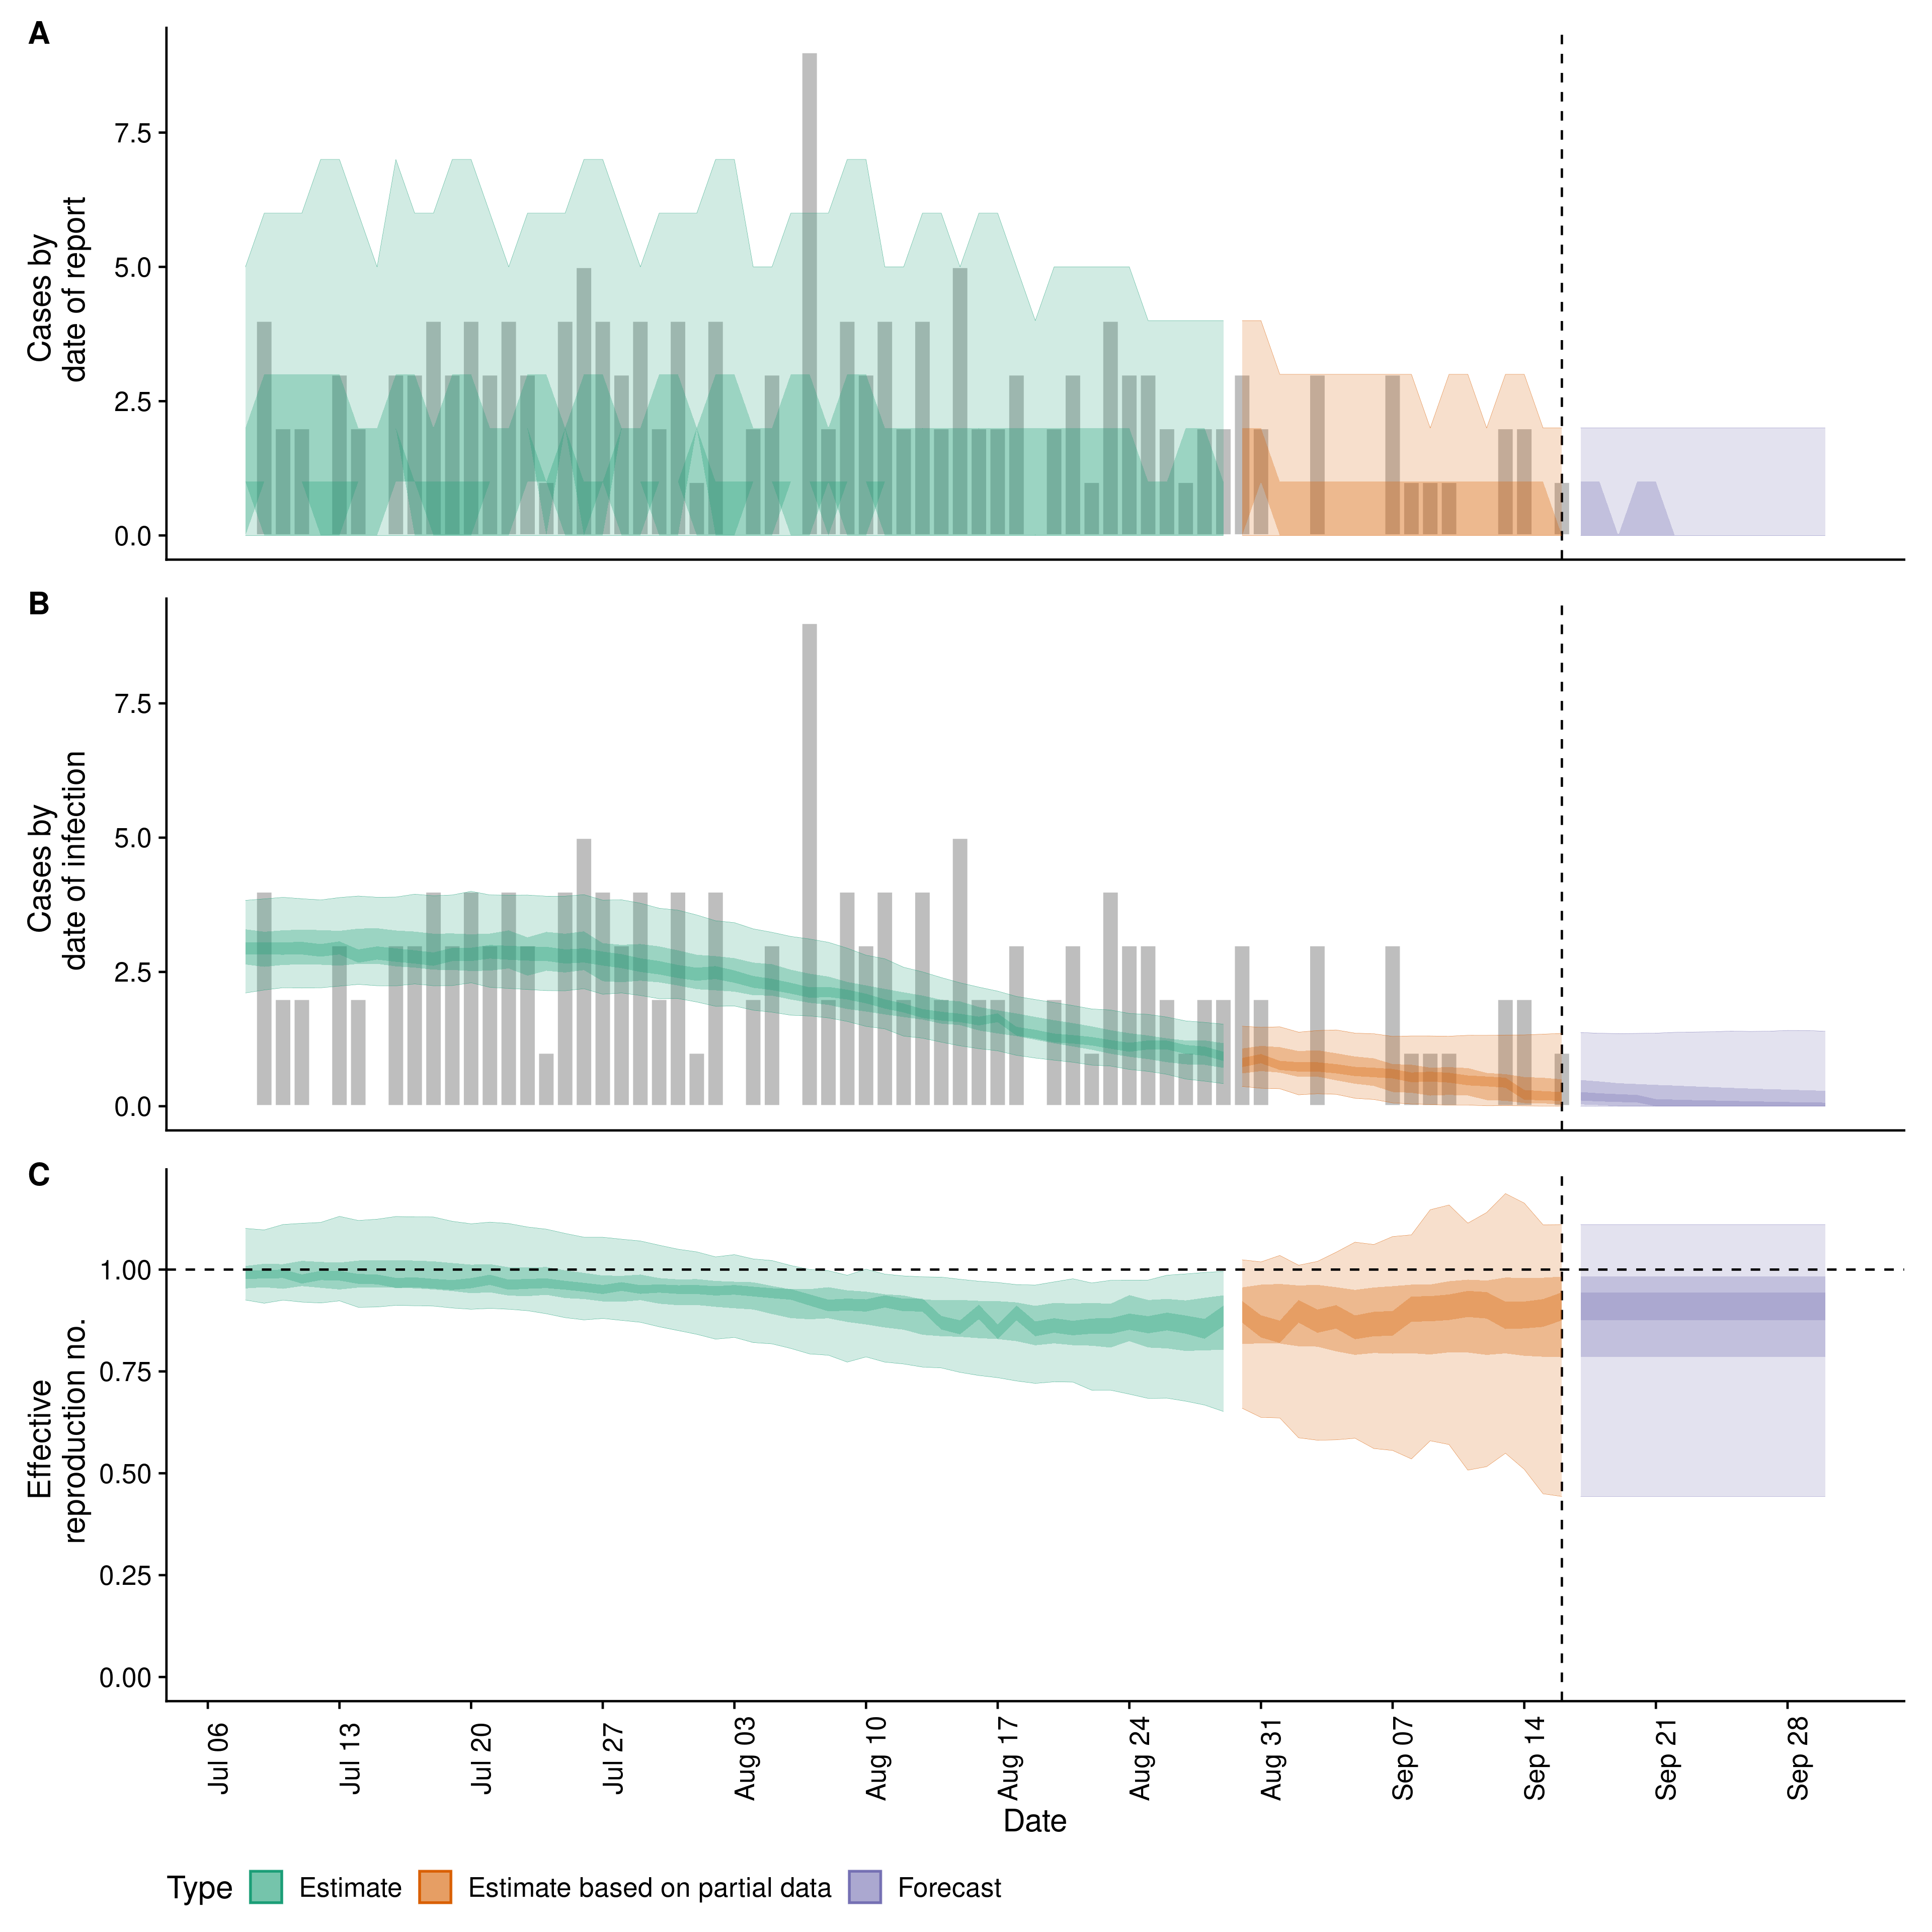 A
Cases by
date of report
7.5
5.0
2.5
0.0
B
Cases by
date of infection
7.5
5.0
2.5
0.0
C
Effective
reproduction no.
1.00
0.75
0.50
0.25
0.00
Jul 06
Jul 13
Jul 20
Jul 27
Aug 03
Aug 10
Aug 17
Aug 24
Aug 31
Sep 07
Sep 14
Sep 21
Sep 28
Date
Type Estimate Estimate based on partial data Forecast